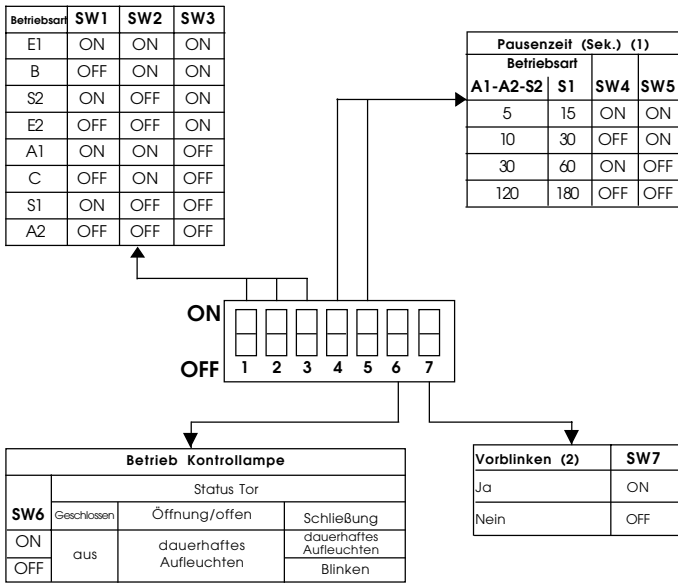 Betriebsart SW1 SW2 SW3
E1 ON ON ON
B OFF ON ON
S2 ON OFF ON
E2 OFF OFF ON
A1 ON ON OFF
C OFF ON OFF
S1 ON OFF OFF
A2 OFF OFF OFF
Pausenzeit (Sek.) (1)
Betriebsart
A1-A2-S2 S1 SW4 SW5
5 15 ON ON
10 30 OFF ON
30 60 ON OFF
120 180 OFF OFF
ON
OFF
1 2 3 4 5 6 7
Betrieb Kontrollampe
Status Tor
SW6 Geschlossen Öffnung/offen Schließung
ON aus dauerhaftes Aufleuchten dauerhaftes Aufleuchten
OFF Blinken
Vorblinken (2) SW7
Ja ON
Nein OFF